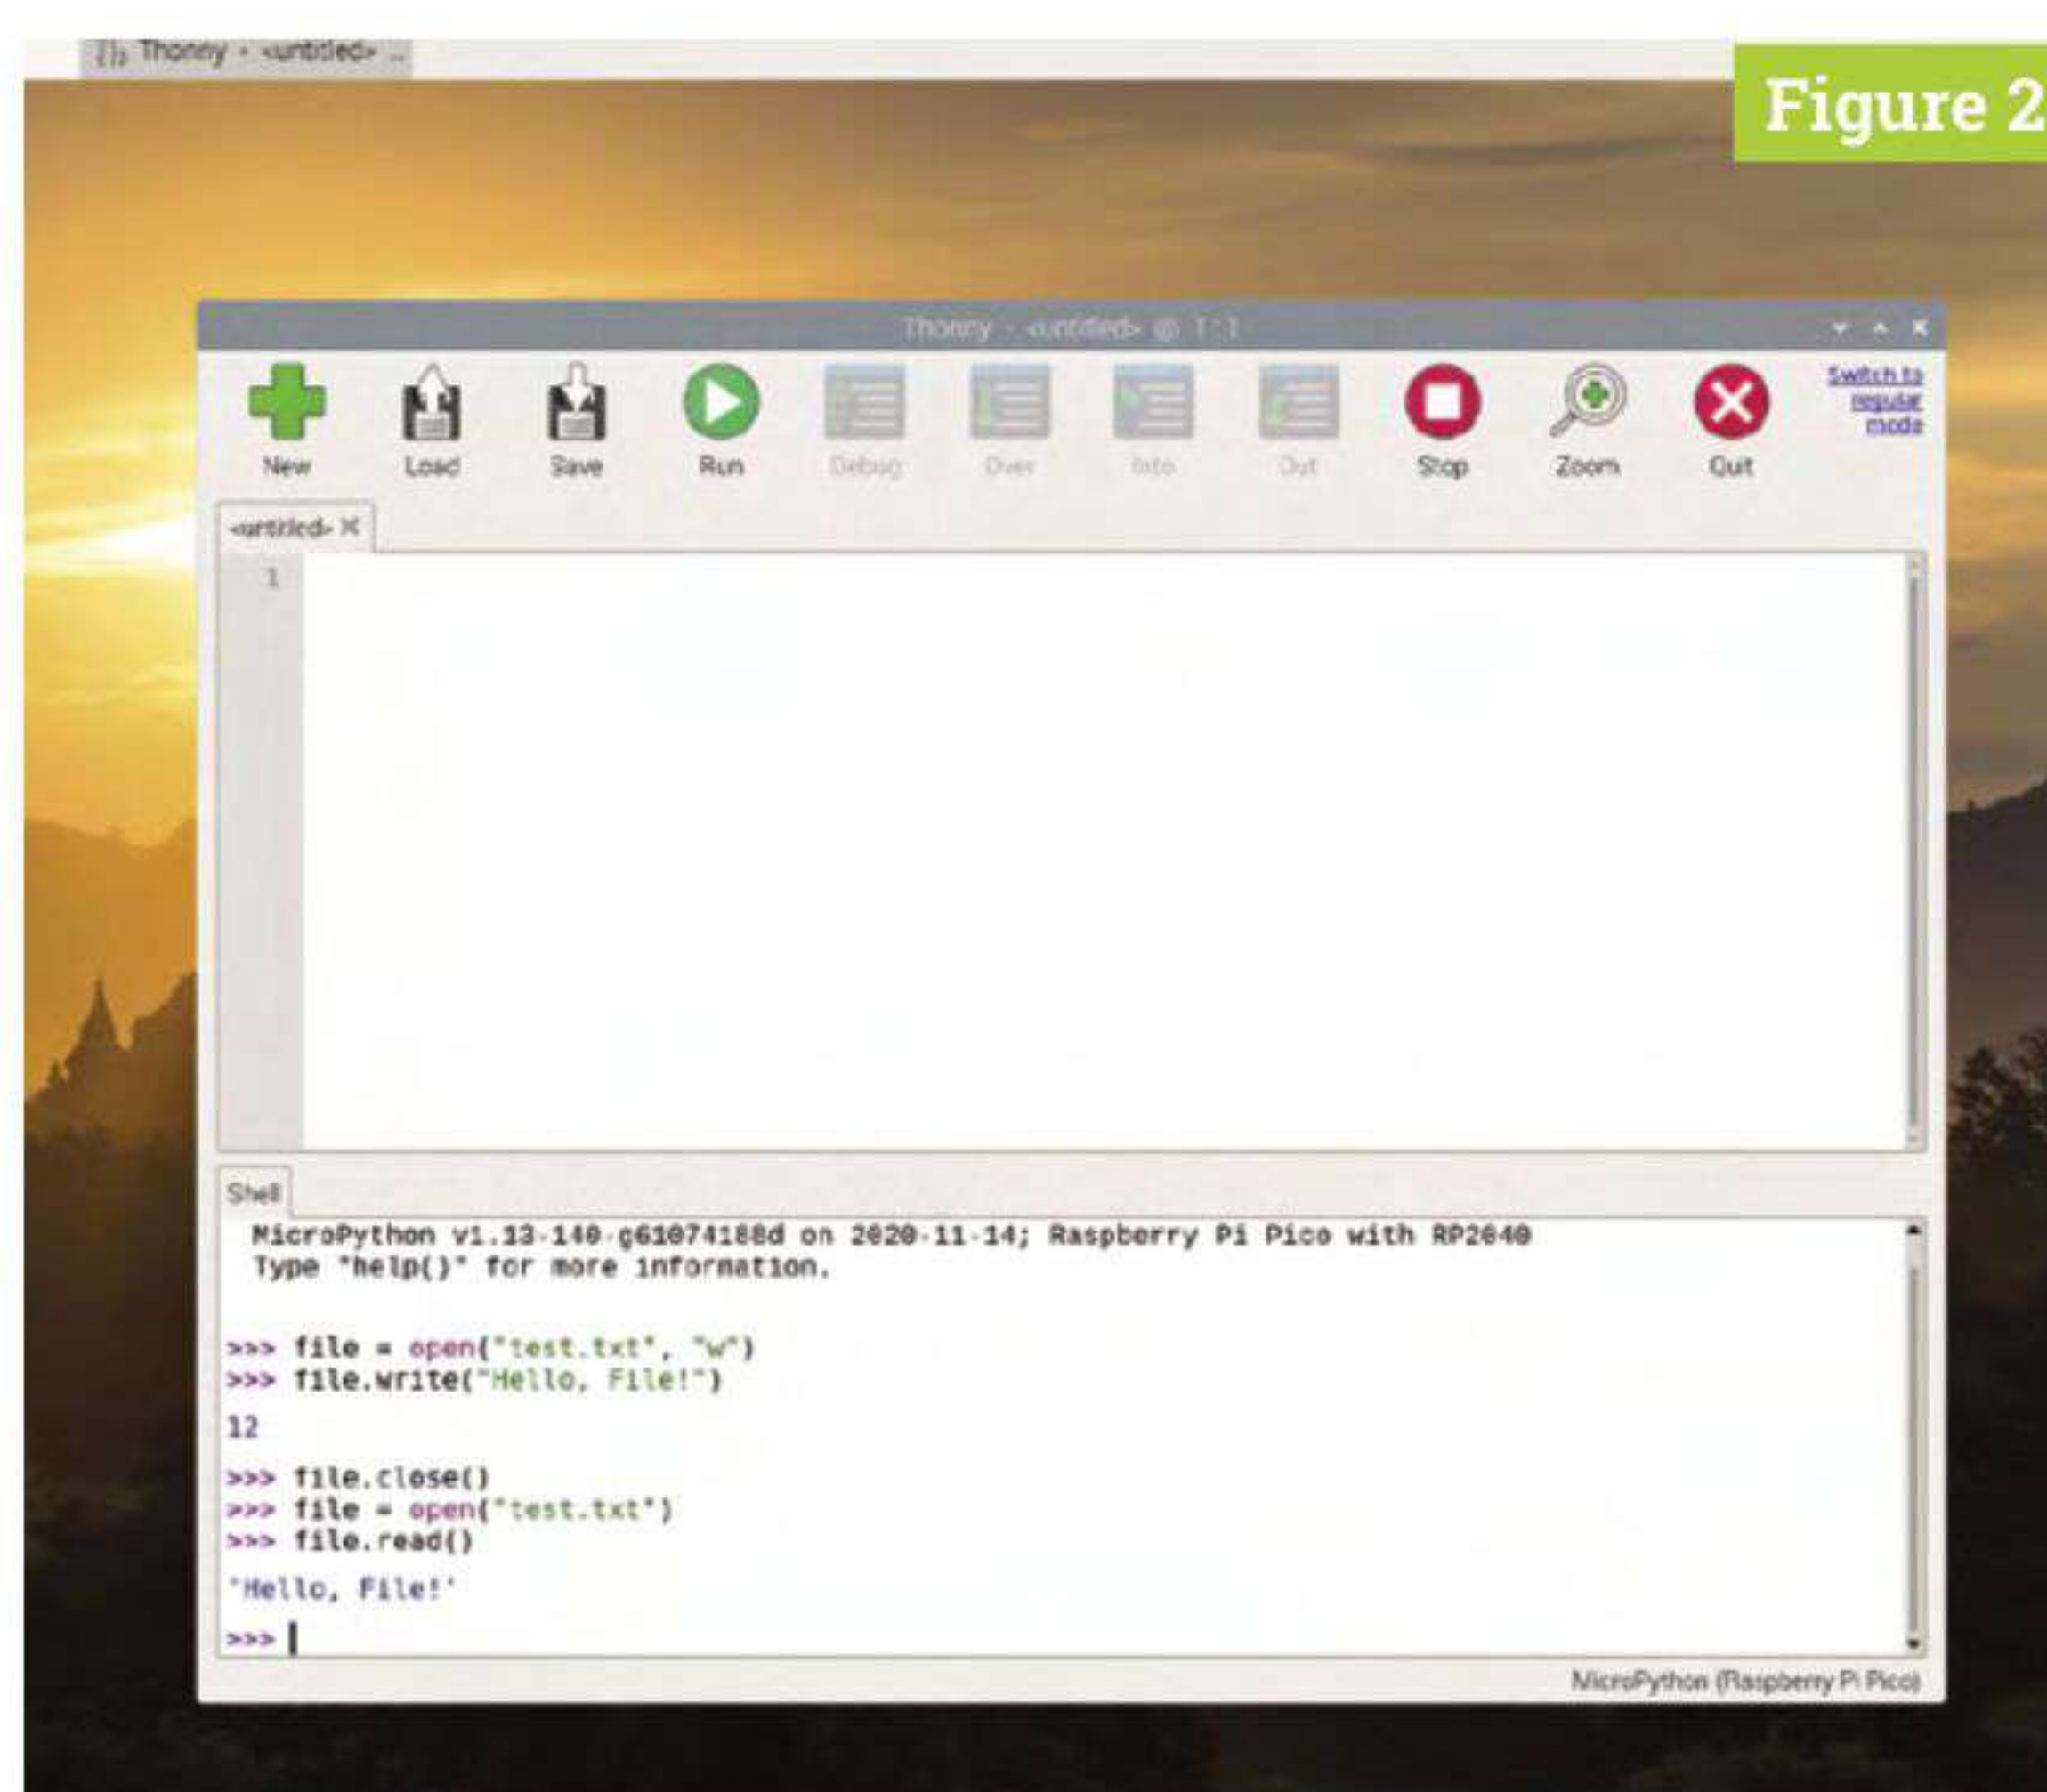 Thonny - <untitled> ...
Figure 2
Thonny - <untitled> @ 1 : 1
New Load Save Run Debug Over Into Out Stop Zoom Quit
Switch to
regular
mode
<untitled>
1
Shell
MicroPython v1.13-140-g61074188d on 2020-11-14; Raspberry Pi Pico with RP2040
Type "help()" for more information.
>>> file = open("test.txt", "w")
>>> file.write("Hello, File!")
12
>>> file.close()
>>> file = open("test.txt")
>>> file.read()
'Hello, File!'
>>>
MicroPython (Raspberry Pi Pico)